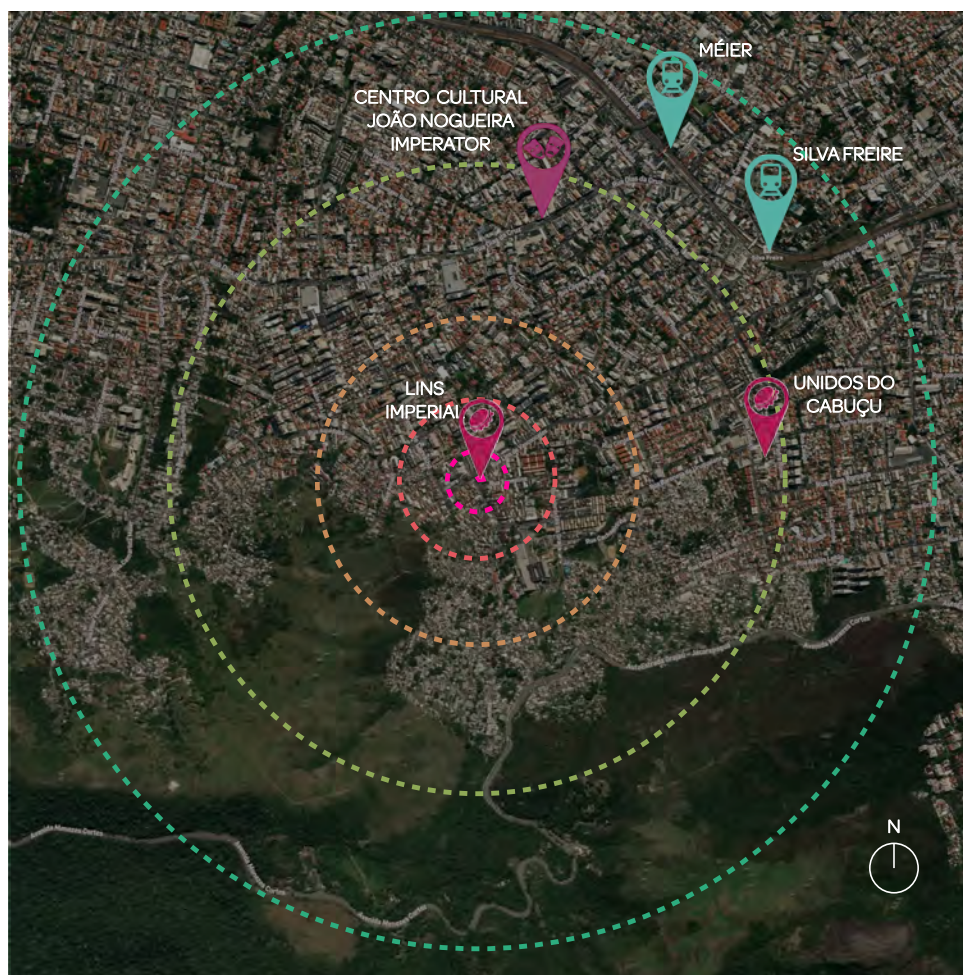 MÉIER
CENTRO CULTURAL
JOÃO NOGUEIRA
IMPERATOR
SILVA FREIRE
LINS
IMPERIAL
UNIDOS DO
CABUÇU
N